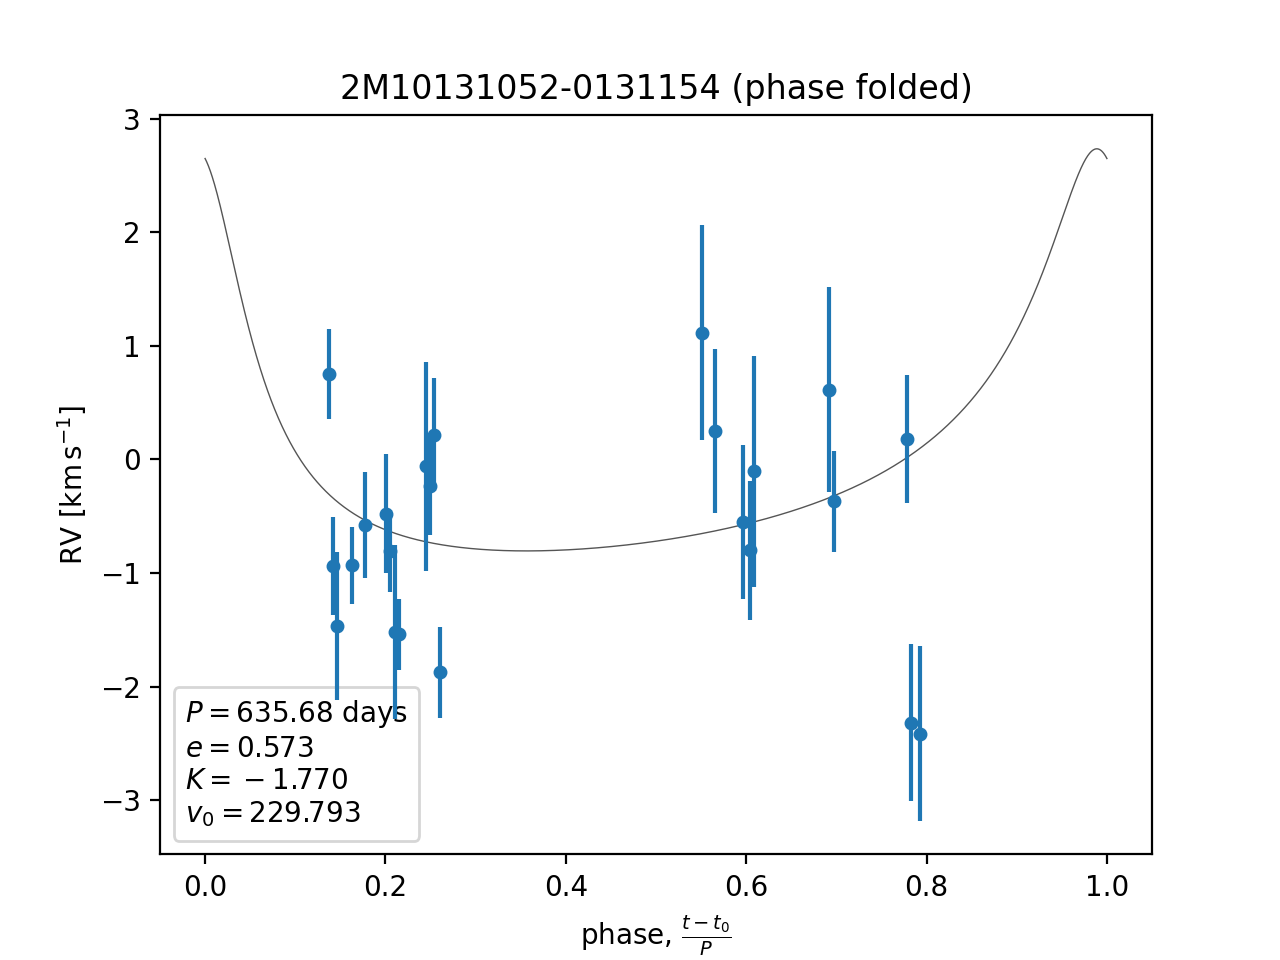 2M10131052-0131154 (phase folded)
3
2
1
0
−1
−2
−3
RV [km s⁻¹]
P = 635.68 days
e = 0.573
K = −1.770
v₀ = 229.793
0.0 0.2 0.4 0.6 0.8 1.0
phase, (t − t₀)/P